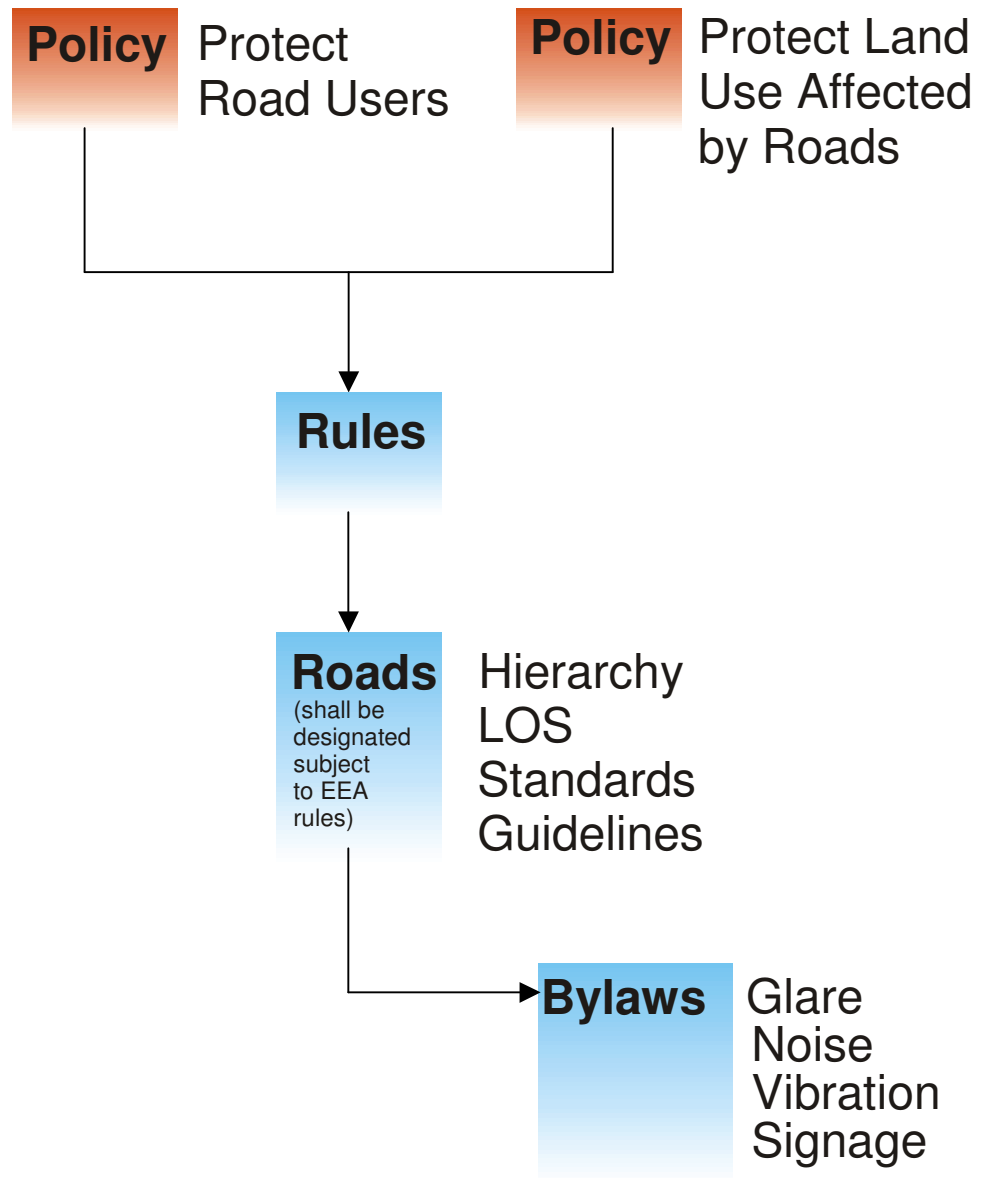 Policy
Protect
Road Users
Policy
Protect Land
Use Affected
by Roads
Rules
Roads
(shall be
designated
subject
to EEA
rules)
Hierarchy
LOS
Standards
Guidelines
Bylaws
Glare
Noise
Vibration
Signage